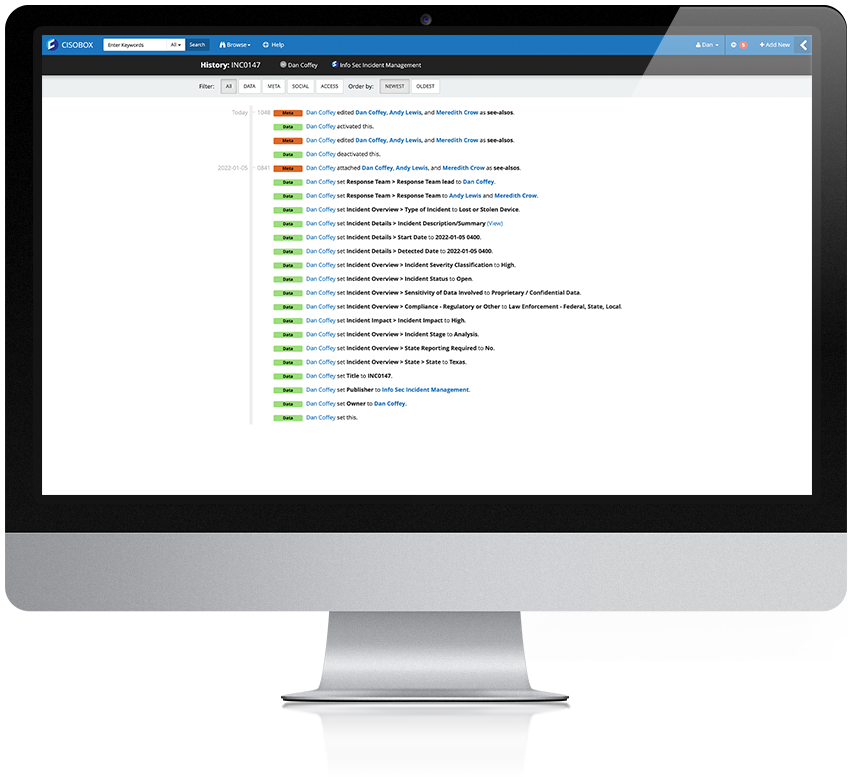 CISOBOX Enter Keywords All Search Browse Help Dan 5 Add New
History: INC0147 Dan Coffey Info Sec Incident Management
Filter: All DATA META SOCIAL ACCESS Order by: NEWEST OLDEST
Today 1048 Meta Dan Coffey edited Dan Coffey, Andy Lewis, and Meredith Crow as see-alsos.
Data Dan Coffey activated this.
Meta Dan Coffey edited Dan Coffey, Andy Lewis, and Meredith Crow as see-alsos.
Data Dan Coffey deactivated this.
2022-01-05 0841 Meta Dan Coffey attached Dan Coffey, Andy Lewis, and Meredith Crow as see-alsos.
Data Dan Coffey set Response Team > Response Team lead to Dan Coffey.
Data Dan Coffey set Response Team > Response Team to Andy Lewis and Meredith Crow.
Data Dan Coffey set Incident Overview > Type of Incident to Lost or Stolen Device.
Data Dan Coffey set Incident Details > Incident Description/Summary (View)
Data Dan Coffey set Incident Details > Start Date to 2022-01-05 0400.
Data Dan Coffey set Incident Details > Detected Date to 2022-01-05 0400.
Data Dan Coffey set Incident Overview > Incident Severity Classification to High.
Data Dan Coffey set Incident Overview > Incident Status to Open.
Data Dan Coffey set Incident Overview > Sensitivity of Data Involved to Proprietary / Confidential Data.
Data Dan Coffey set Incident Overview > Compliance - Regulatory or Other to Law Enforcement - Federal, State, Local.
Data Dan Coffey set Incident Impact > Incident Impact to High.
Data Dan Coffey set Incident Overview > Incident Stage to Analysis.
Data Dan Coffey set Incident Overview > State Reporting Required to No.
Data Dan Coffey set Incident Overview > State > State to Texas.
Data Dan Coffey set Title to INC0147.
Data Dan Coffey set Publisher to Info Sec Incident Management.
Data Dan Coffey set Owner to Dan Coffey.
Data Dan Coffey set this.